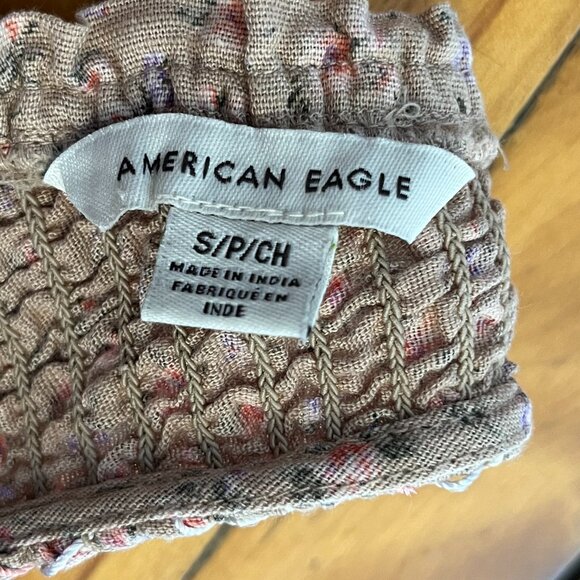 AMERICAN EAGLE
S/P/CH
MADE IN INDIA
FABRIQUÉ EN
INDE